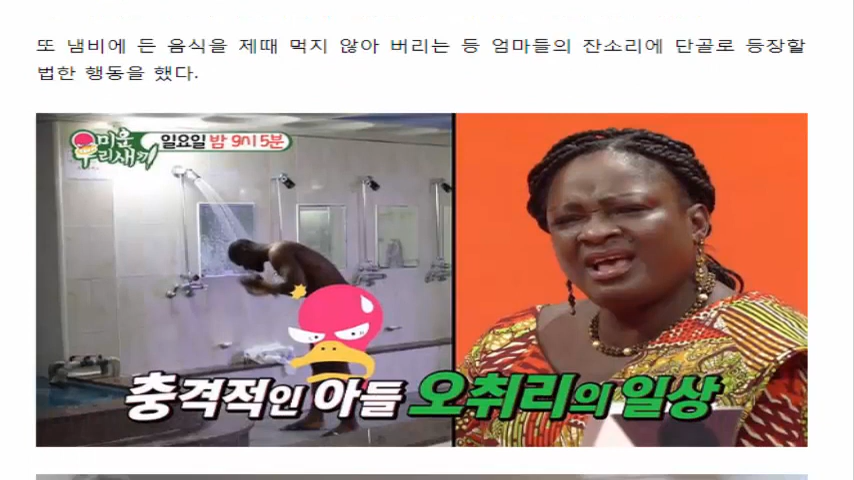 또 냄비에 든 음식을 제때 먹지 않아 버리는 등 엄마들의 잔소리에 단골로 등장할
법한 행동을 했다.
미운
우리새끼
일요일 밤 9시 5분
충격적인 아들 오취리의 일상